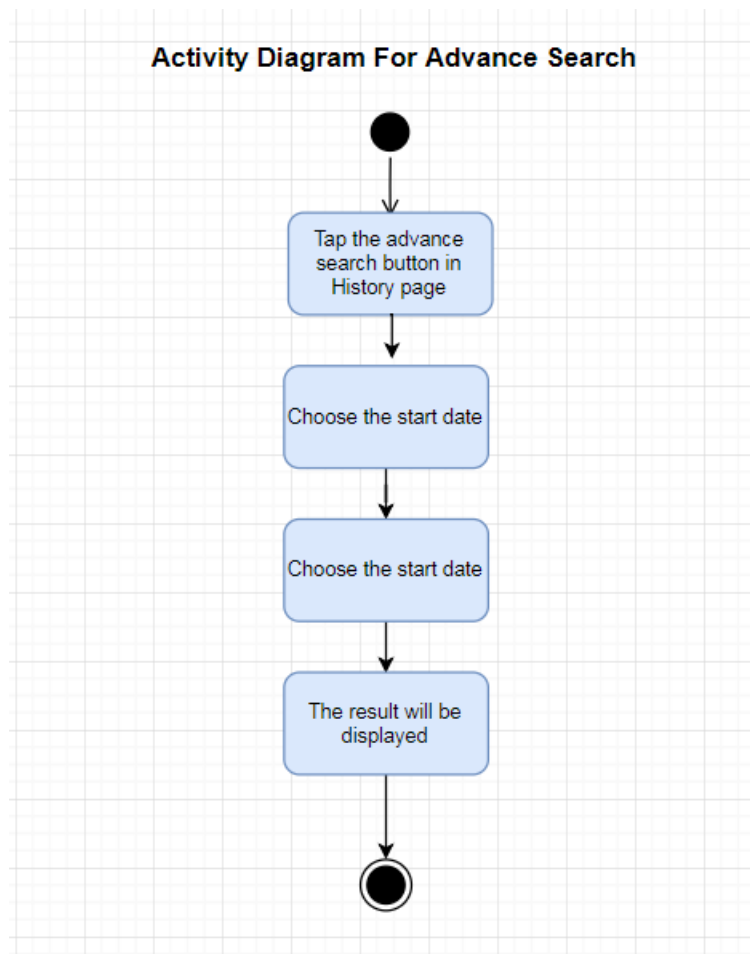 Activity Diagram For Advance Search
Tap the advance
search button in
History page
Choose the start date
Choose the start date
The result will be
displayed